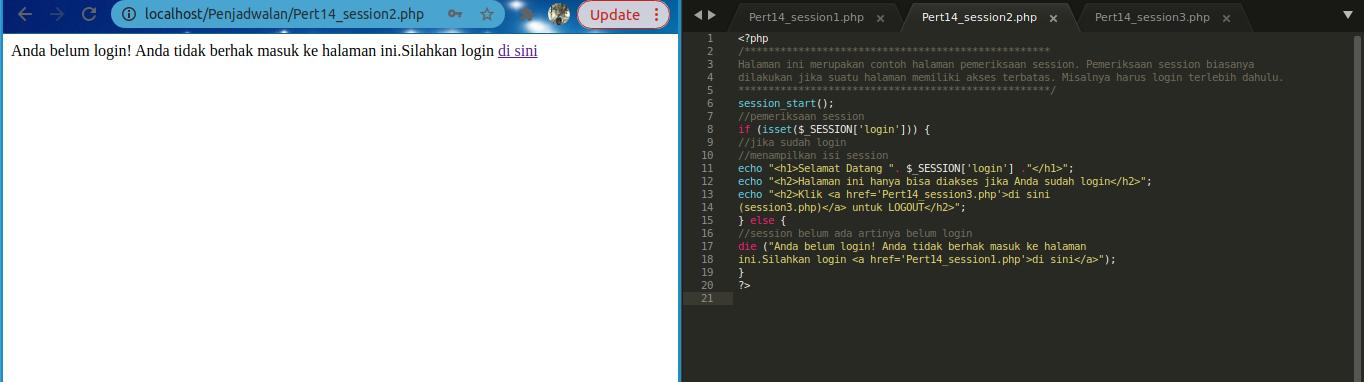 localhost/Penjadwalan/Pert14_session2.php
Update
Anda belum login! Anda tidak berhak masuk ke halaman ini.Silahkan login di sini
Pert14_session1.php
Pert14_session2.php
Pert14_session3.php
1 <?php
2 /***************************************************
3 Halaman ini merupakan contoh halaman pemeriksaan session. Pemeriksaan session biasanya
4 dilakukan jika suatu halaman memiliki akses terbatas. Misalnya harus login terlebih dahulu.
5 ****************************************************/
6 session_start();
7 //pemeriksaan session
8 if (isset($_SESSION['login'])) {
9 //jika sudah login
10 //menampilkan isi session
11 echo "<h1>Selamat Datang ". $_SESSION['login'] ."</h1>";
12 echo "<h2>Halaman ini hanya bisa diakses jika Anda sudah login</h2>";
13 echo "<h2>Klik <a href='Pert14_session3.php'>di sini
14 (session3.php)</a> untuk LOGOUT</h2>";
15 } else {
16 //session belum ada artinya belum login
17 die ("Anda belum login! Anda tidak berhak masuk ke halaman
18 ini.Silahkan login <a href='Pert14_session1.php'>di sini</a>");
19 }
20 ?>
21